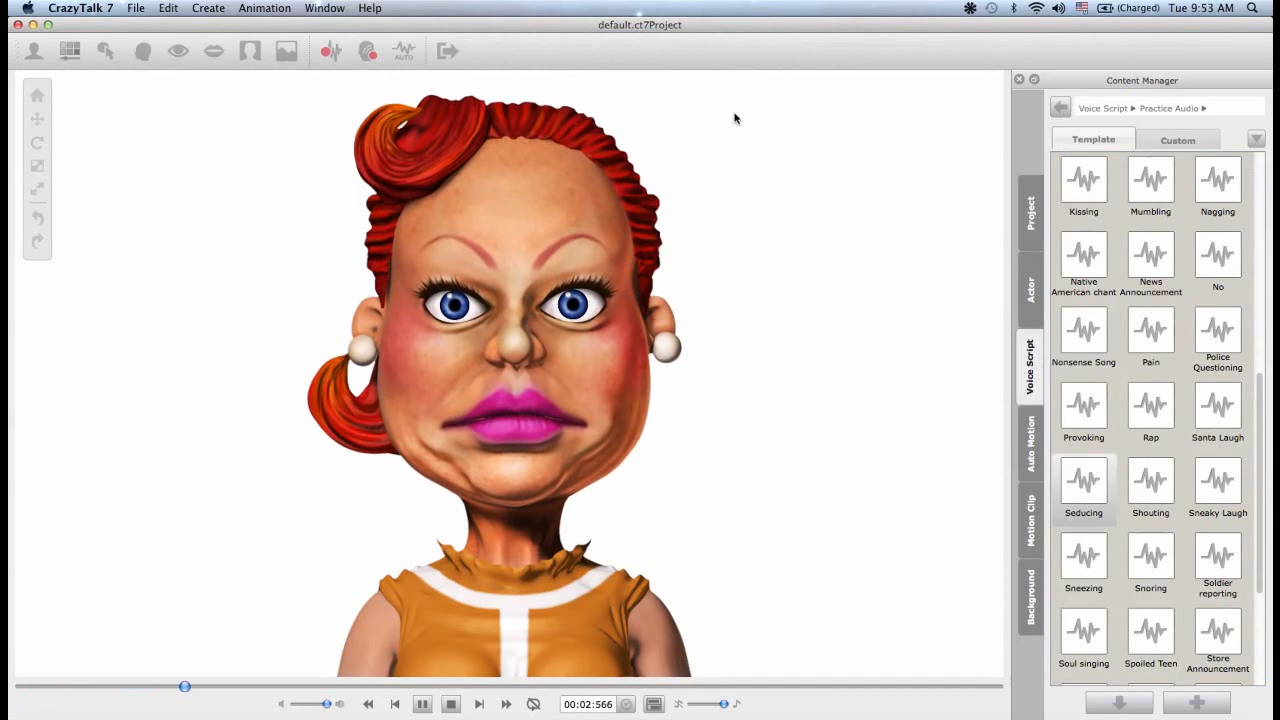 CrazyTalk 7 File Edit Create Animation Window Help (Charged) Tue 9:53 AM
default.ct7Project
AUTO
Content Manager
Voice Script ▸ Practice Audio ▸
Template Custom
Kissing Mumbling Nagging
Native American chant
News Announcement
No
Nonsense Song
Pain
Police Questioning
Provoking Rap Santa Laugh
Seducing Shouting Sneaky Laugh
Sneezing Snoring
Soldier reporting
Soul singing Spoiled Teen
Store Announcement
Project
Actor
Voice Script
Auto Motion
Motion Clip
Background
00:02:566